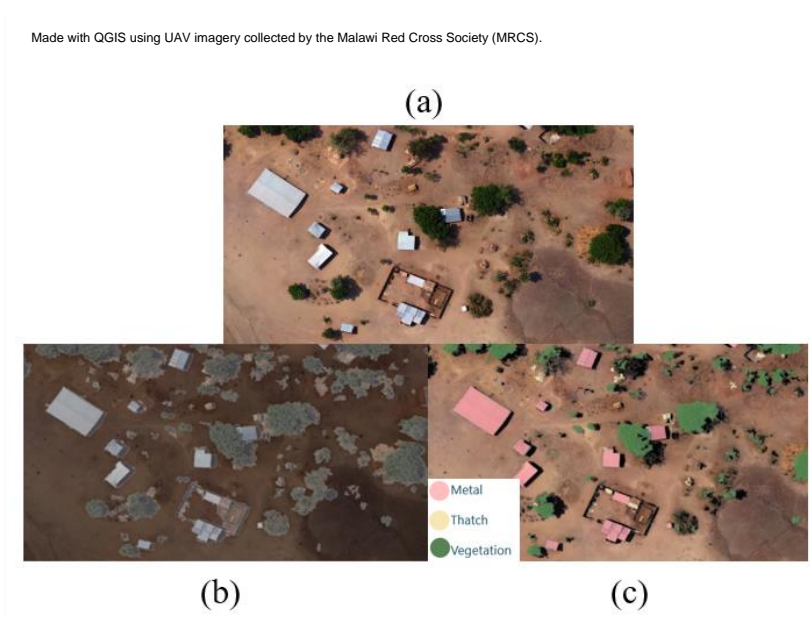 Made with QGIS using UAV imagery collected by the Malawi Red Cross Society (MRCS).
(a)
Metal
Thatch
Vegetation
(b)
(c)